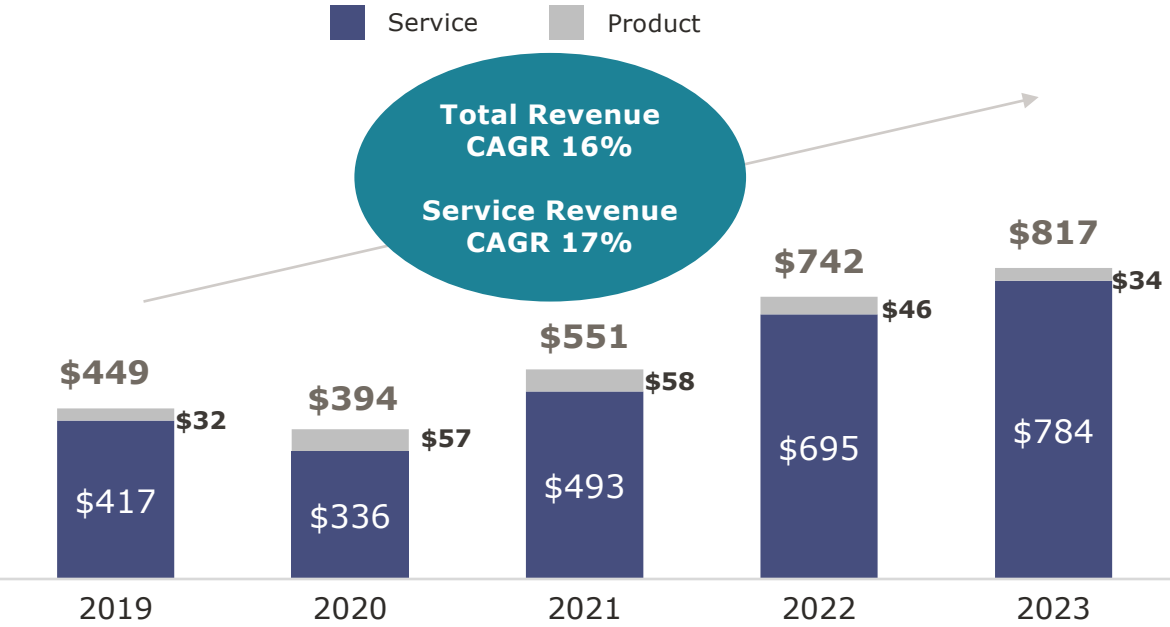 Service Product
Total Revenue
CAGR 16%
Service Revenue
CAGR 17%
$449
$32
$417
$394
$57
$336
$551
$58
$493
$742
$46
$695
$817
$34
$784
2019 2020 2021 2022 2023